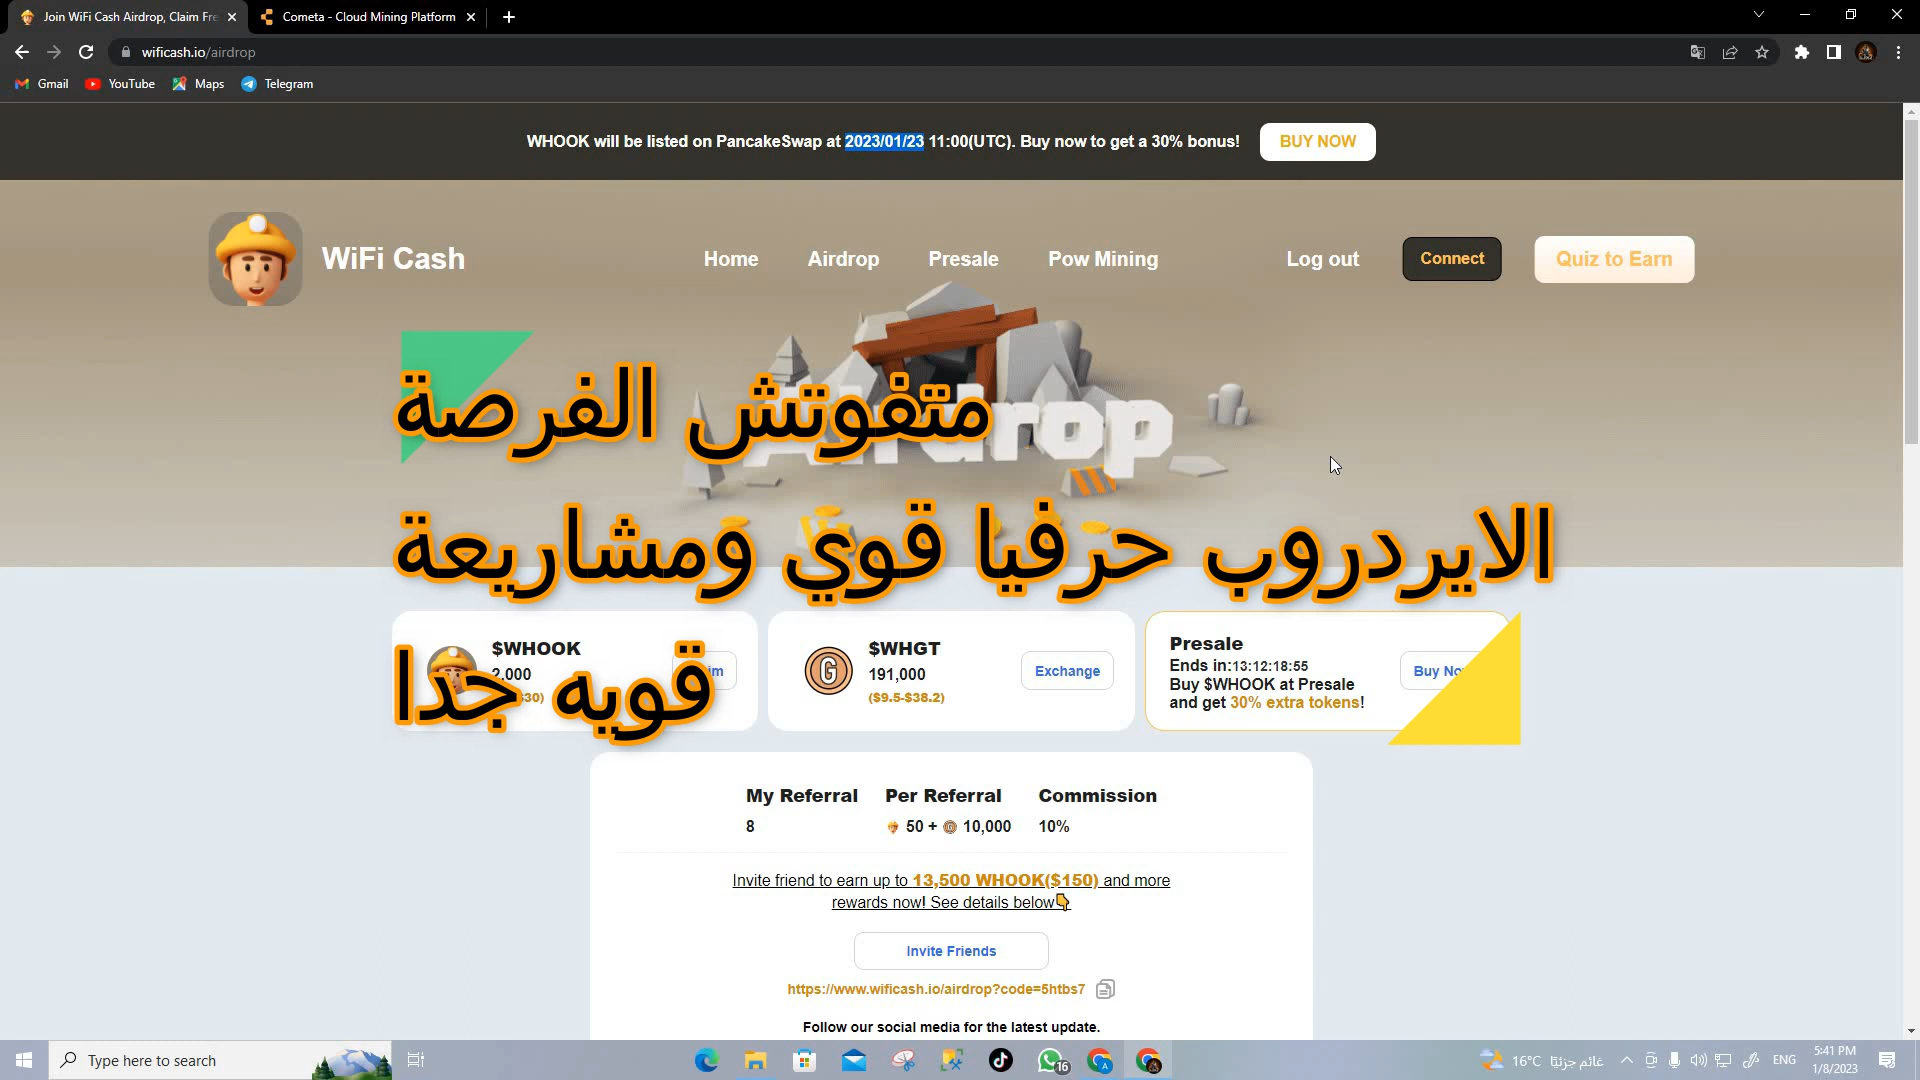 Join WiFi Cash Airdrop, Claim Fre
Cometa - Cloud Mining Platform
wificash.io/airdrop
Gmail
YouTube
Maps
Telegram
WHOOK will be listed on PancakeSwap at 2023/01/23 11:00(UTC). Buy now to get a 30% bonus!
BUY NOW
WiFi Cash
Home
Airdrop
Presale
Pow Mining
Log out
Connect
Quiz to Earn
متفوتش الفرصة
الايردروب حرفيا قوي ومشاريعة
قويه جدا
$WHOOK
2,000
$30)
$WHGT
191,000
($9.5-$38.2)
Exchange
Presale
Ends in:13:12:18:55
Buy $WHOOK at Presale
and get 30% extra tokens!
Buy
My Referral
Per Referral
Commission
8
50 + 10,000
10%
Invite friend to earn up to 13,500 WHOOK($150) and more
rewards now! See details below👇
Invite Friends
https://www.wificash.io/airdrop?code=5htbs7
Follow our social media for the latest update.
Type here to search
16
16°C غائم جزئيًا
ENG
5:41 PM
1/8/2023